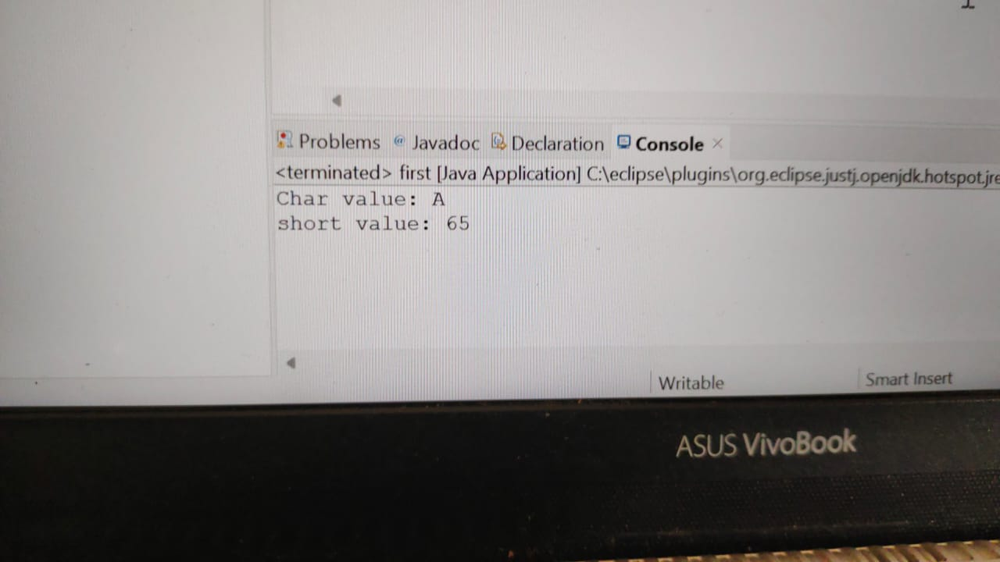 Problems @ Javadoc Declaration Console
<terminated> first [Java Application] C:\eclipse\plugins\org.eclipse.justj.openjdk.hotspot.jre
Char value: A
short value: 65
Writable Smart Insert
ASUS VivoBook